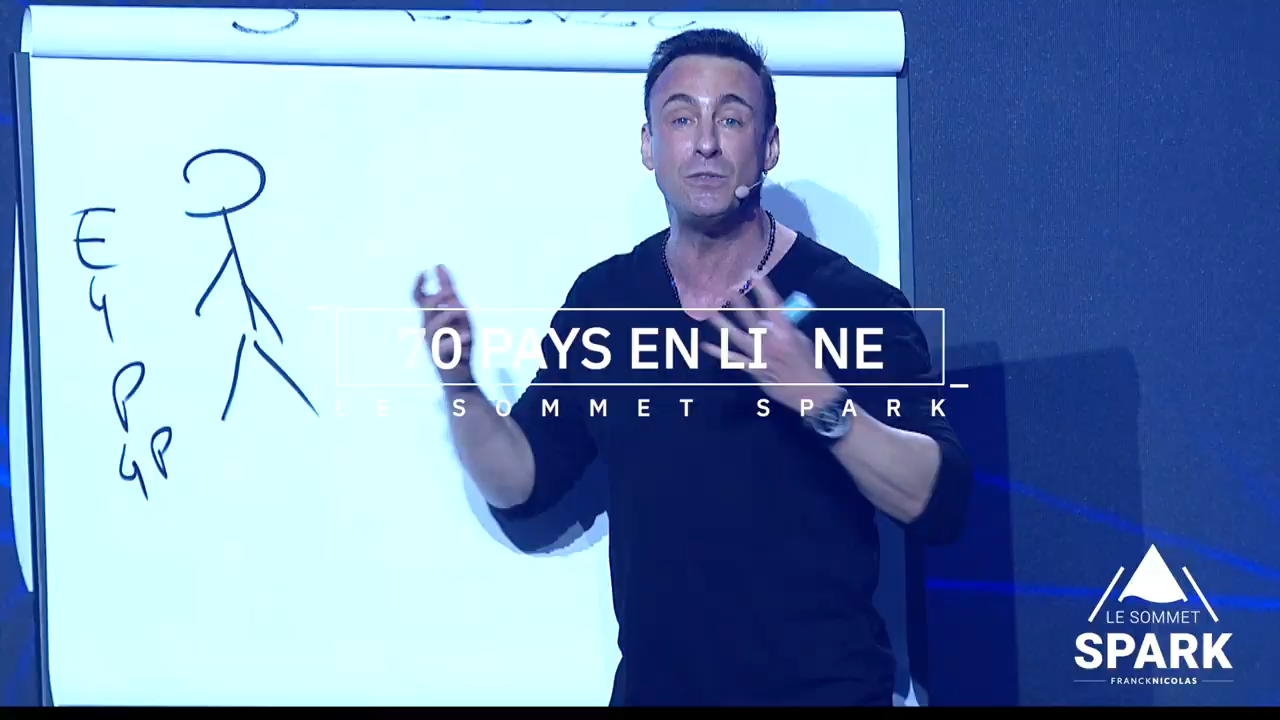 E
4
P
4P
70 PAYS EN LI NE
LE SOMMET SPARK
LE SOMMET
SPARK
FRANCKNICOLAS